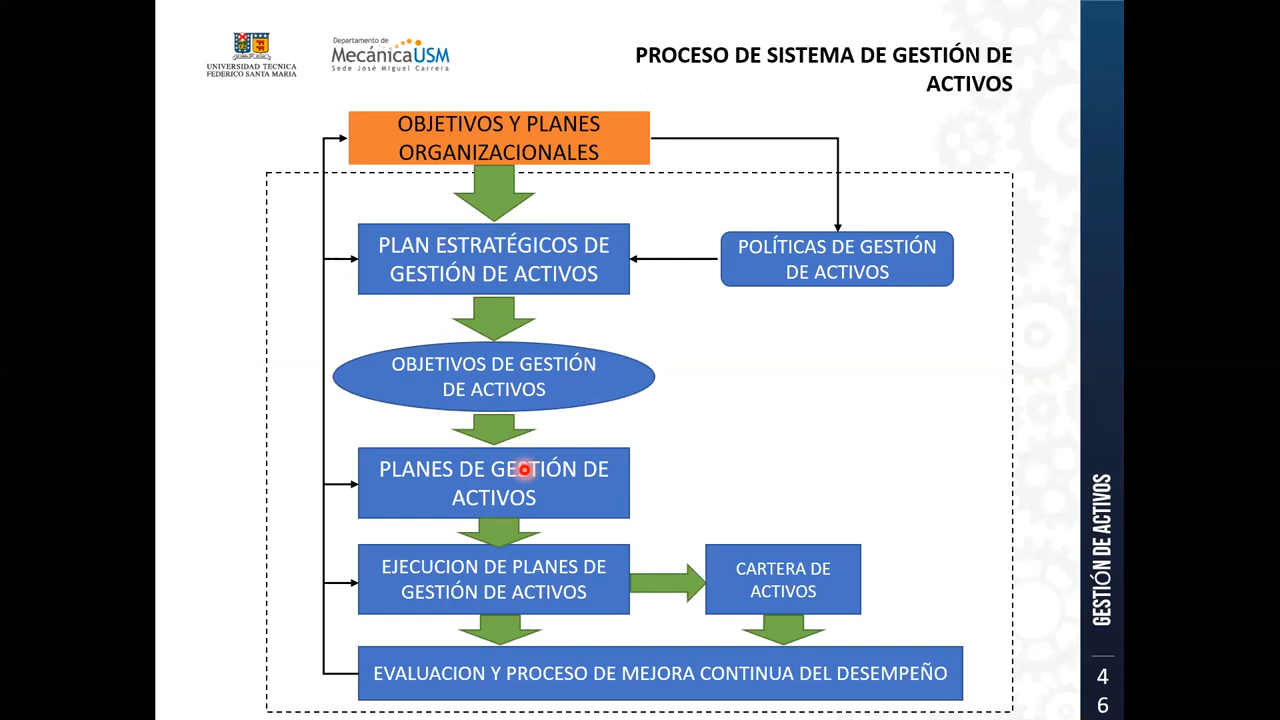 UNIVERSIDAD TECNICA
FEDERICO SANTA MARIA
Departamento de
MecánicaUSM
Sede José Miguel Carrera
PROCESO DE SISTEMA DE GESTIÓN DE
ACTIVOS
OBJETIVOS Y PLANES
ORGANIZACIONALES
PLAN ESTRATÉGICOS DE
GESTIÓN DE ACTIVOS
POLÍTICAS DE GESTIÓN
DE ACTIVOS
OBJETIVOS DE GESTIÓN
DE ACTIVOS
PLANES DE GESTIÓN DE
ACTIVOS
EJECUCION DE PLANES DE
GESTIÓN DE ACTIVOS
CARTERA DE
ACTIVOS
EVALUACION Y PROCESO DE MEJORA CONTINUA DEL DESEMPEÑO
GESTIÓN DE ACTIVOS
4
6